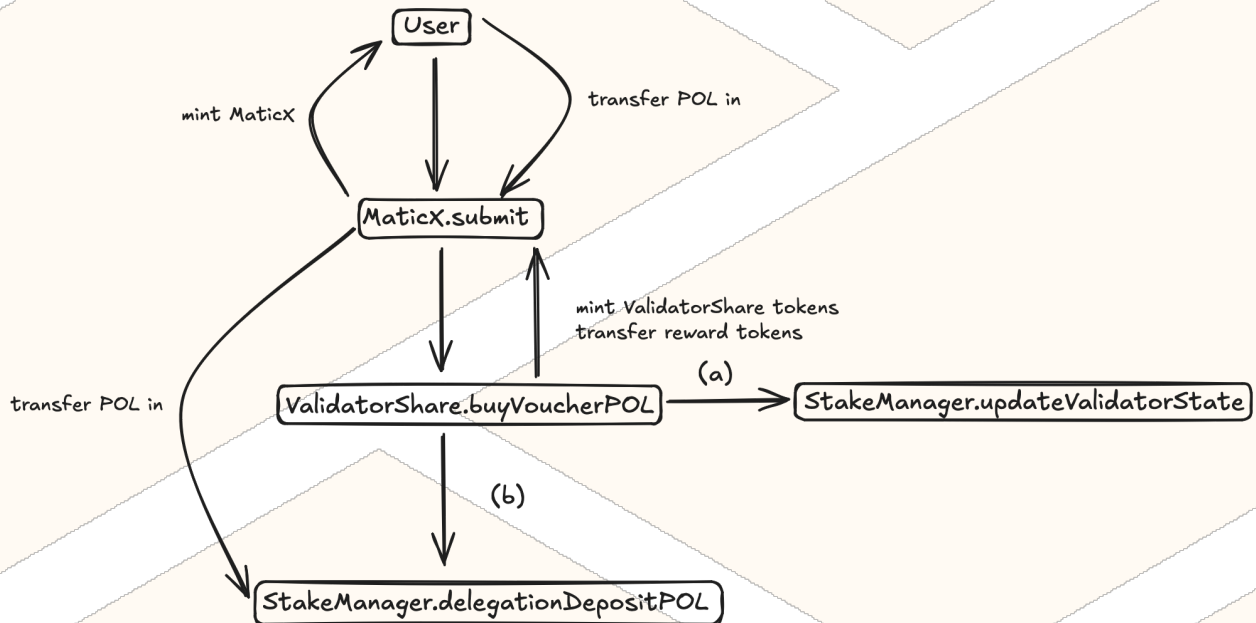 User
transfer POL in
mint MaticX
MaticX.submit
mint ValidatorShare tokens
transfer reward tokens
(a)
transfer POL in
ValidatorShare.buyVoucherPOL
StakeManager.updateValidatorState
(b)
StakeManager.delegationDepositPOL